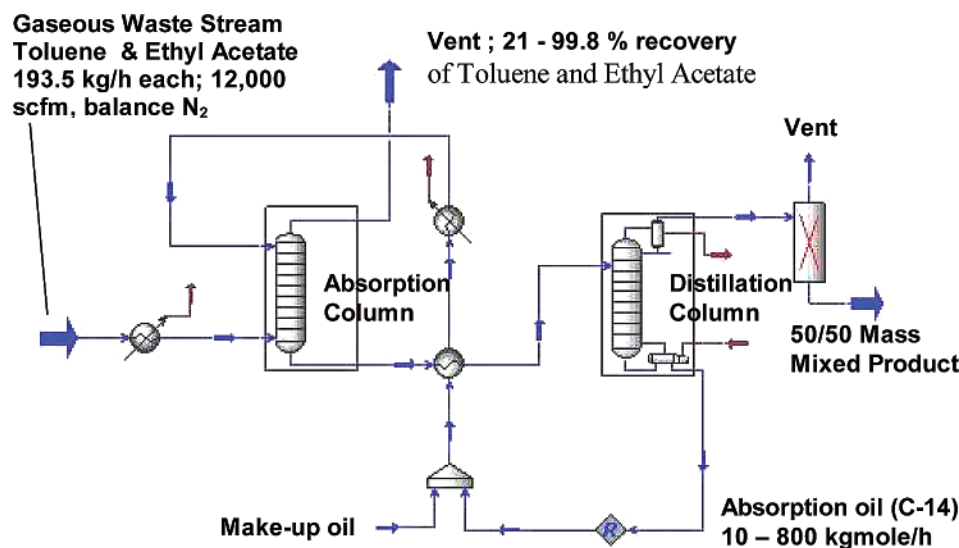 Gaseous Waste Stream
Toluene & Ethyl Acetate
193.5 kg/h each; 12,000
scfm, balance N₂
Vent ; 21 - 99.8 % recovery
of Toluene and Ethyl Acetate
Vent
Absorption
Column
Distillation
Column
50/50 Mass
Mixed Product
Make-up oil
R
Absorption oil (C-14)
10 – 800 kgmole/h